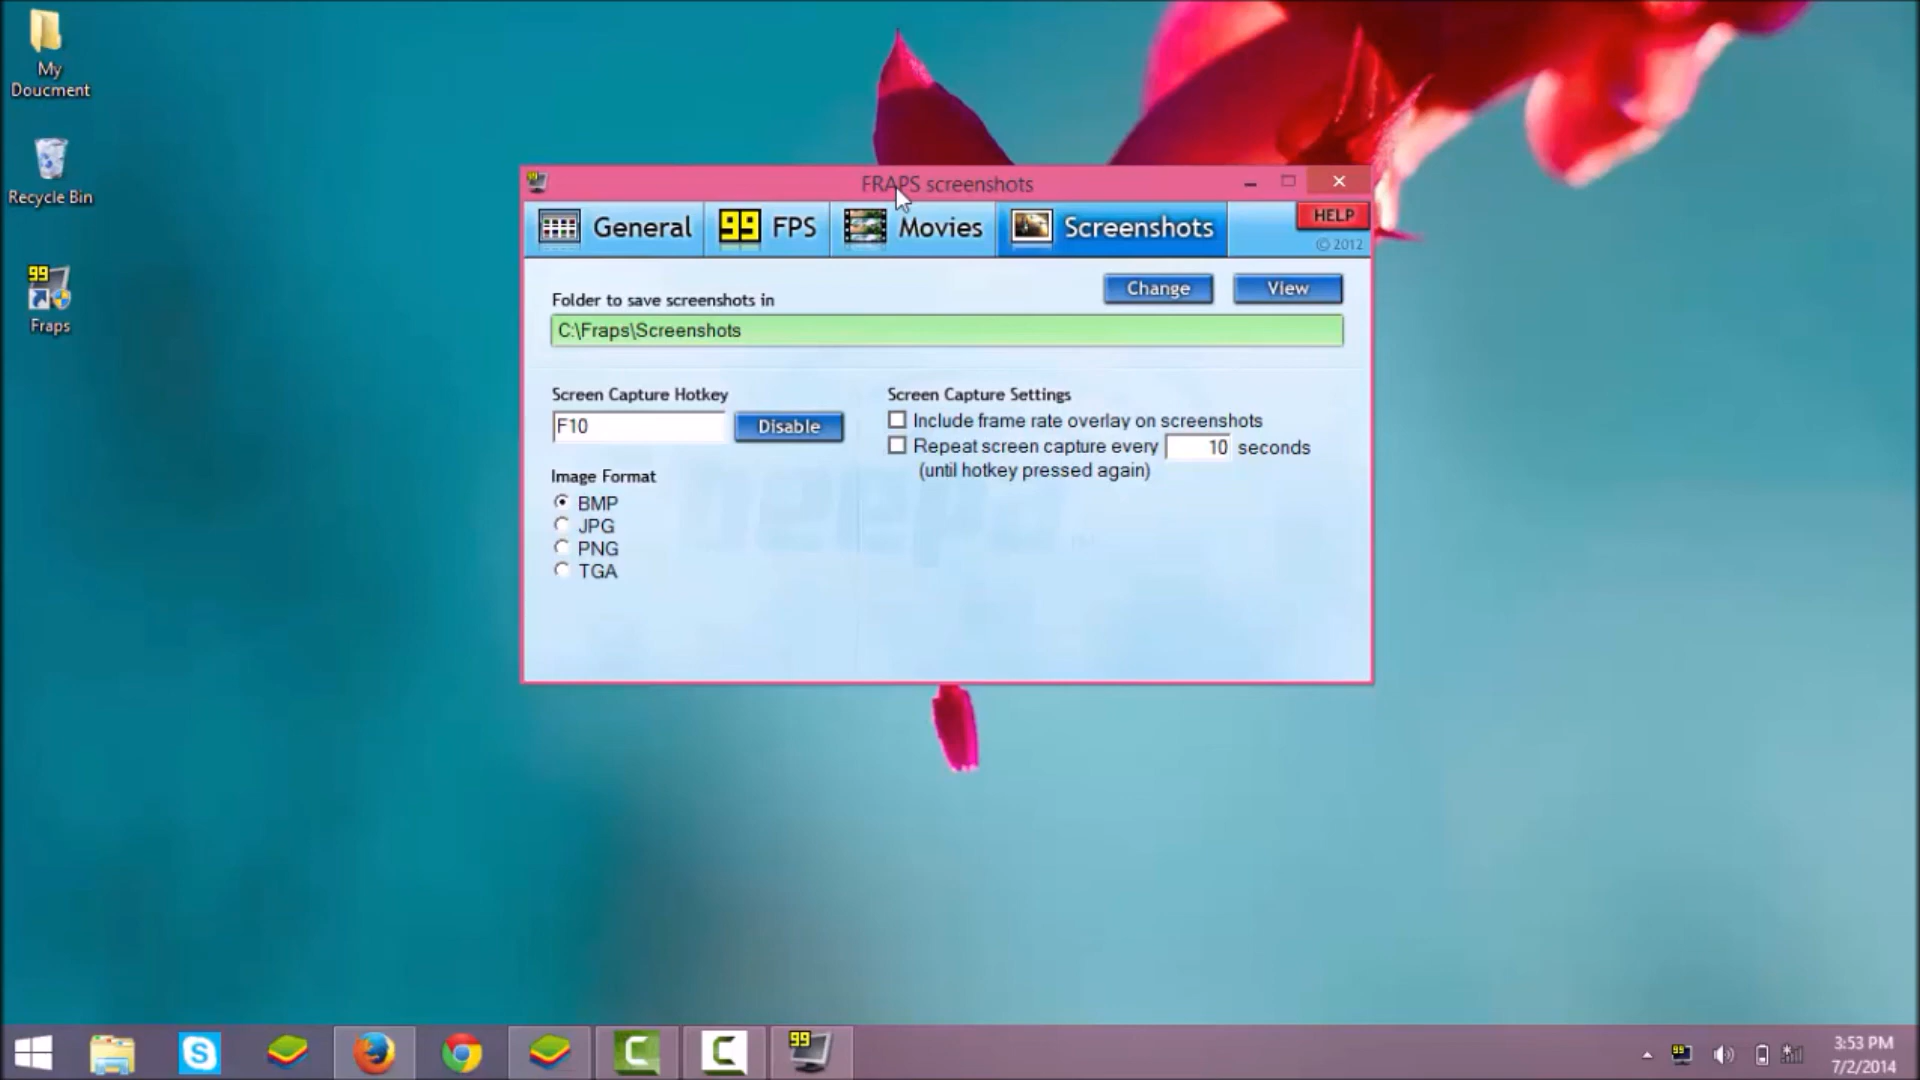 My
Doucment
Recycle Bin
99
Fraps
FRAPS screenshots
General
99 FPS
Movies
Screenshots
HELP
© 2012
Folder to save screenshots in
Change
View
C:\Fraps\Screenshots
Screen Capture Hotkey
F10
Disable
Image Format
BMP
JPG
PNG
TGA
Screen Capture Settings
Include frame rate overlay on screenshots
Repeat screen capture every 10 seconds
(until hotkey pressed again)
beepa
99
99
3:53 PM
7/2/2014